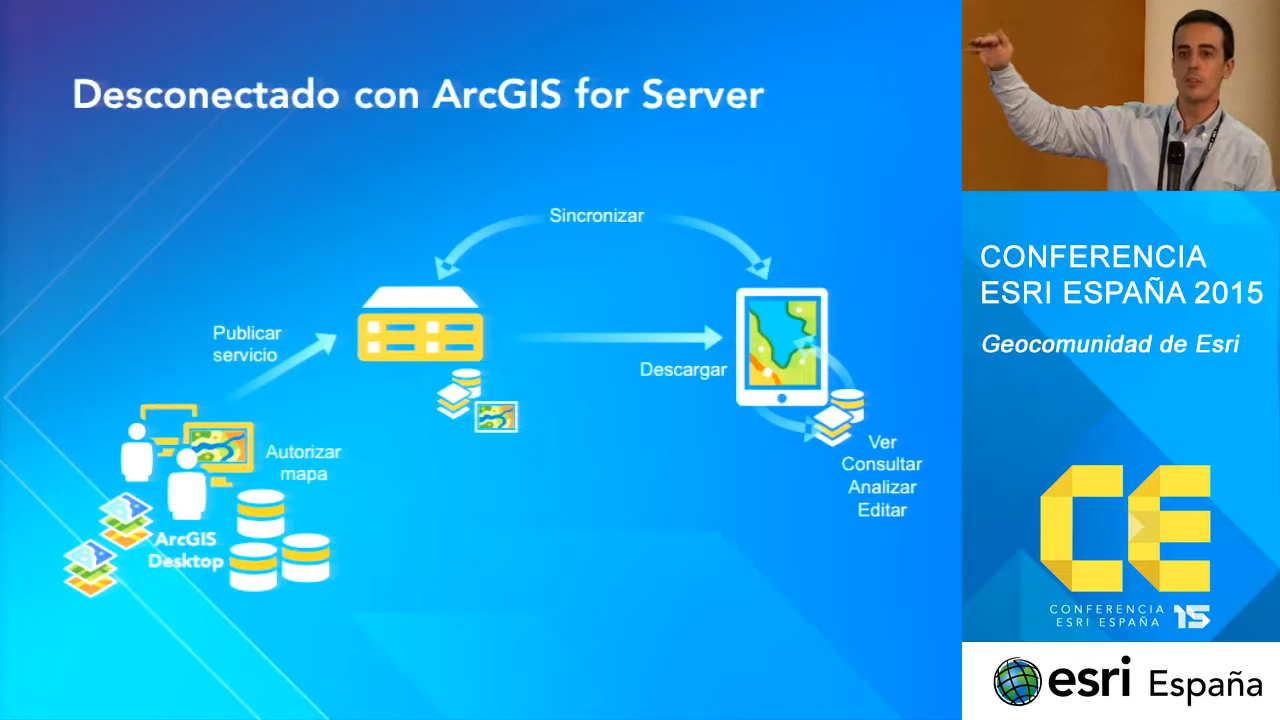 Desconectado con ArcGIS for Server
Sincronizar
Publicar
servicio
Descargar
Autorizar
mapa
Ver
Consultar
Analizar
Editar
ArcGIS
Desktop
CONFERENCIA
ESRI ESPAÑA 2015
Geocomunidad de Esri
CE
CONFERENCIA
ESRI ESPAÑA 15
esri España